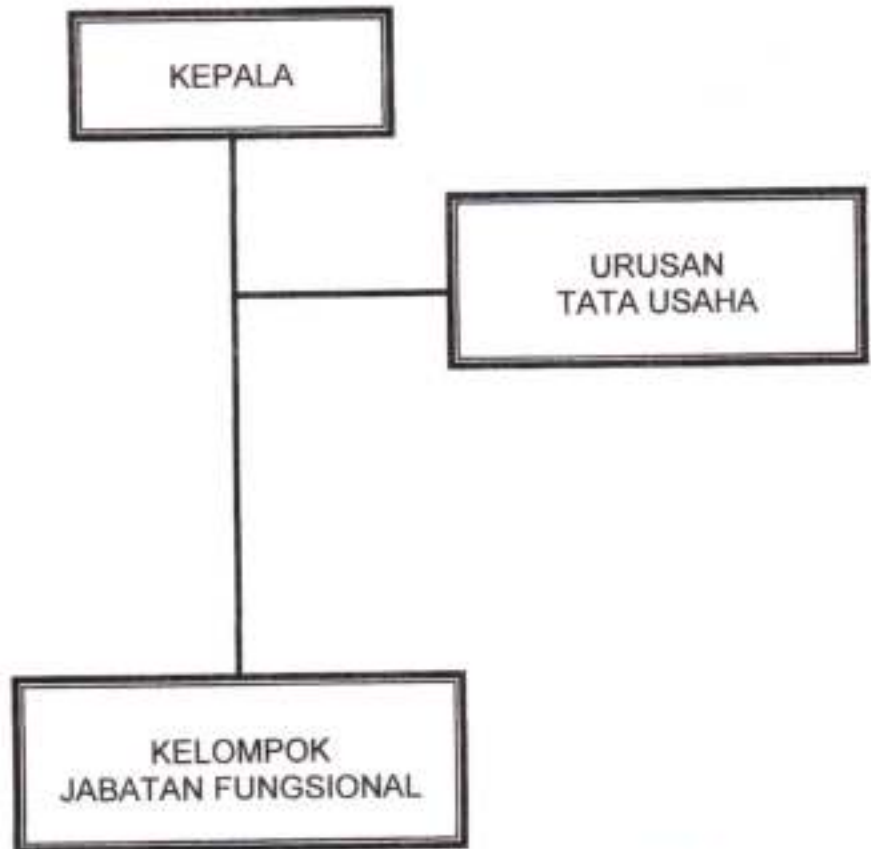 KEPALA
URUSAN
TATA USAHA
KELOMPOK
JABATAN FUNGSIONAL